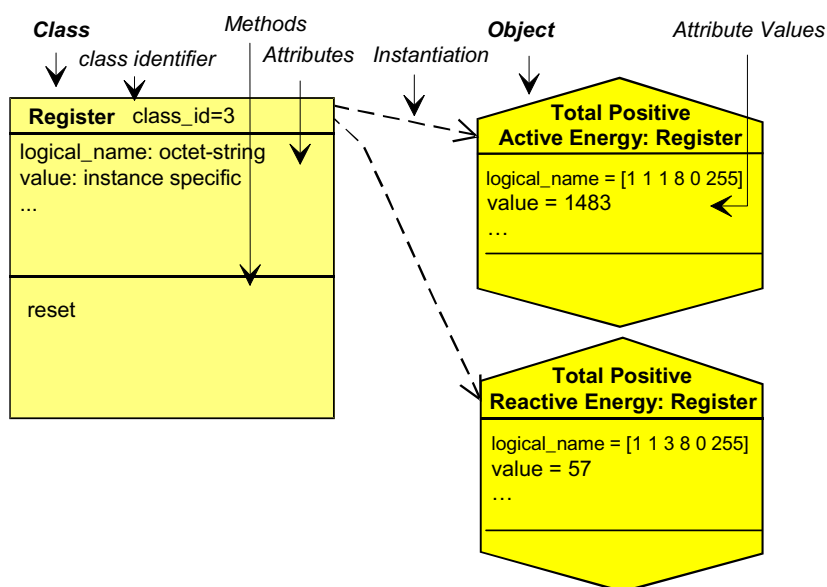 Class
class identifier
Methods
Attributes
Instantiation
Object
Attribute Values
Register class_id=3
logical_name: octet-string
value: instance specific
...
reset
Total Positive
Active Energy: Register
logical_name = [1 1 1 8 0 255]
value = 1483
…
Total Positive
Reactive Energy: Register
logical_name = [1 1 3 8 0 255]
value = 57
…